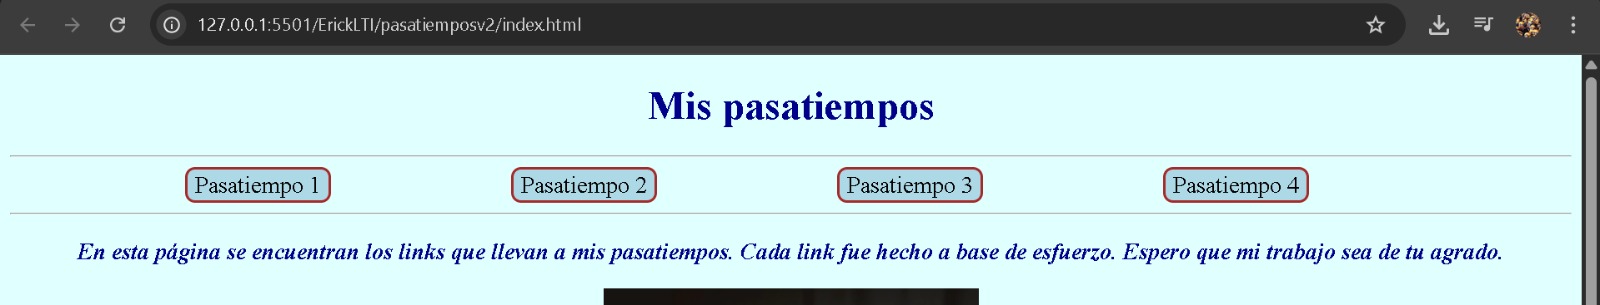 127.0.0.1:5501/ErickLTI/pasatiemposv2/index.html
Mis pasatiempos
Pasatiempo 1 Pasatiempo 2 Pasatiempo 3 Pasatiempo 4
En esta página se encuentran los links que llevan a mis pasatiempos. Cada link fue hecho a base de esfuerzo. Espero que mi trabajo sea de tu agrado.